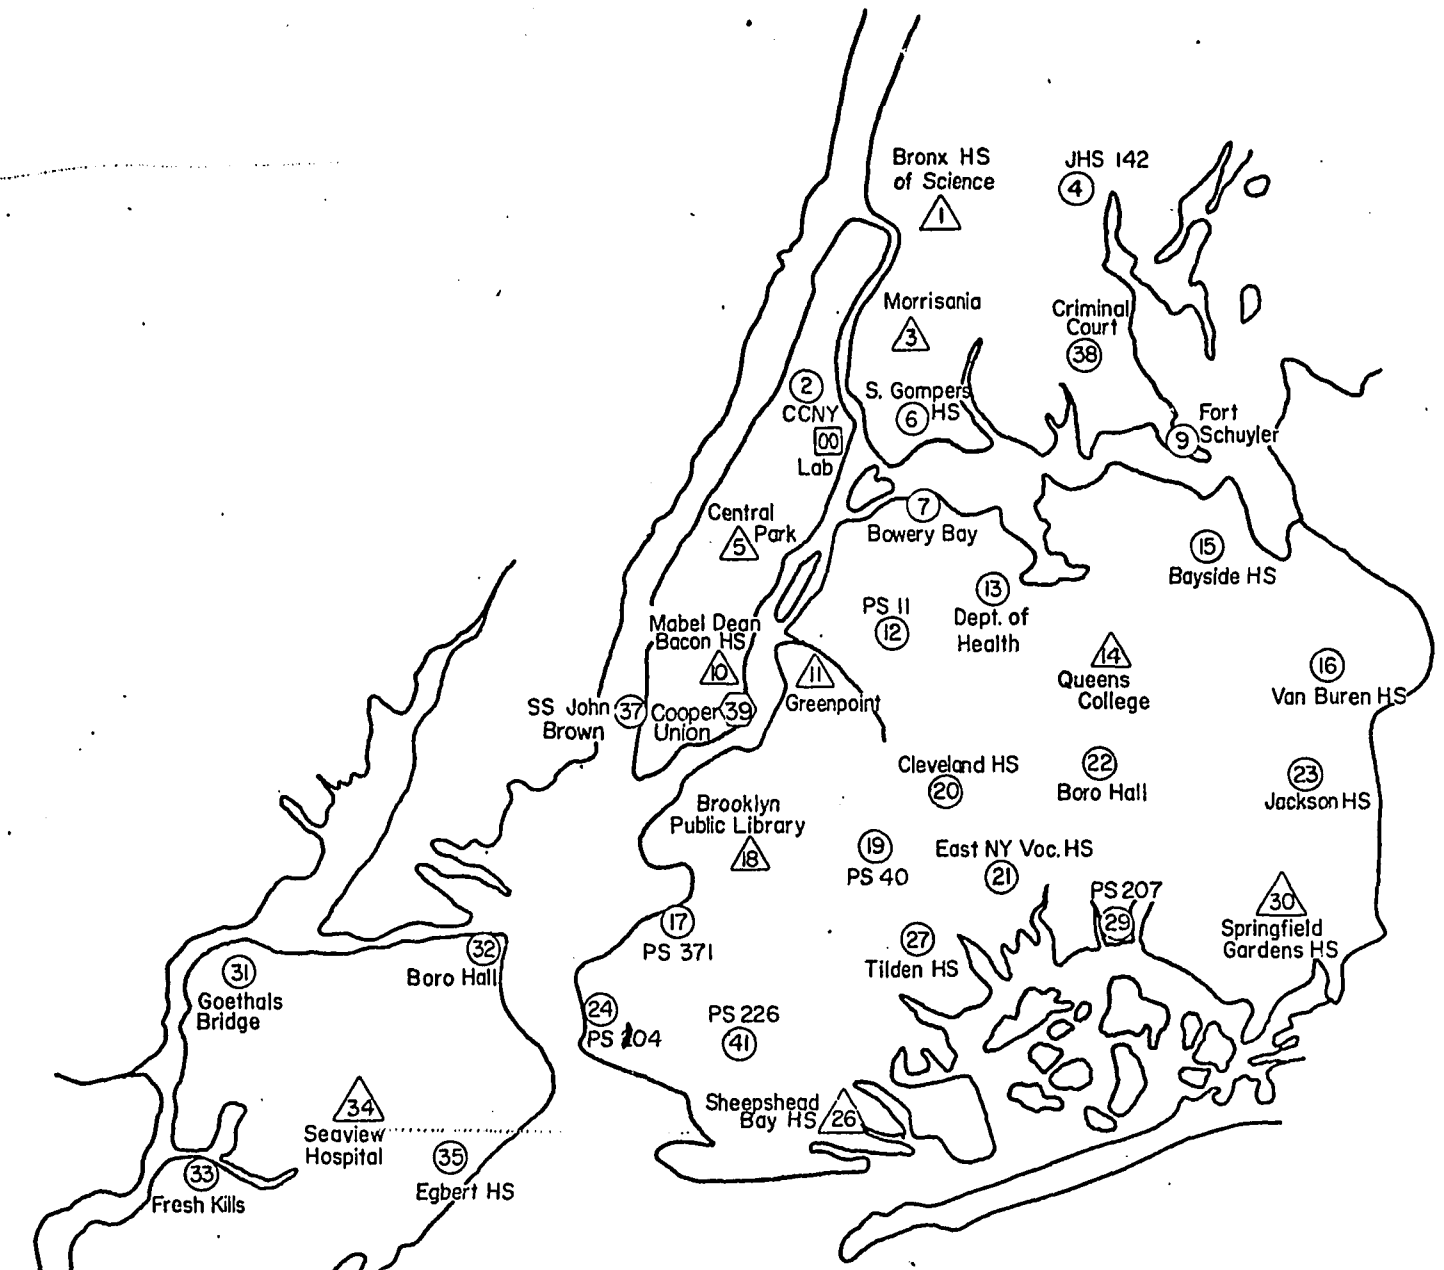 Bronx HS
of Science
1
JHS 142
4
Morrisania
3
Criminal
Court
38
2
CCNY
00
Lab
S. Gompers
HS
6
Fort
Schuyler
9
Central
Park
5
7
Bowery Bay
15
Bayside HS
13
Dept. of
Health
PS 11
12
Mabel Dean
Bacon HS
10
11
Greenpoint
14
Queens
College
16
Van Buren HS
SS John
Brown
37
Cooper
Union
39
Cleveland HS
20
22
Boro Hall
23
Jackson HS
Brooklyn
Public Library
18
19
PS 40
East NY Voc. HS
21
PS 207
29
30
Springfield
Gardens HS
17
PS 371
27
Tilden HS
31
Goethals
Bridge
32
Boro Hall
24
PS 104
PS 226
41
Sheepshead
Bay HS
26
34
Seaview
Hospital
35
Egbert HS
33
Fresh Kills